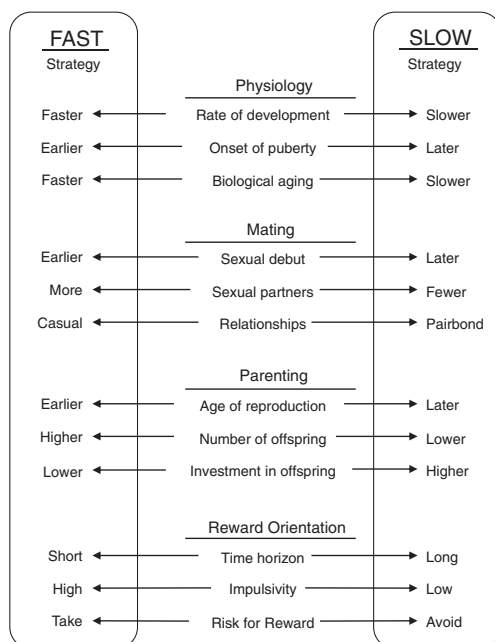 FAST SLOW
Strategy Strategy
Physiology
Faster Rate of development Slower
Earlier Onset of puberty Later
Faster Biological aging Slower
Mating
Earlier Sexual debut Later
More Sexual partners Fewer
Casual Relationships Pairbond
Parenting
Earlier Age of reproduction Later
Higher Number of offspring Lower
Lower Investment in offspring Higher
Reward Orientation
Short Time horizon Long
High Impulsivity Low
Take Risk for Reward Avoid